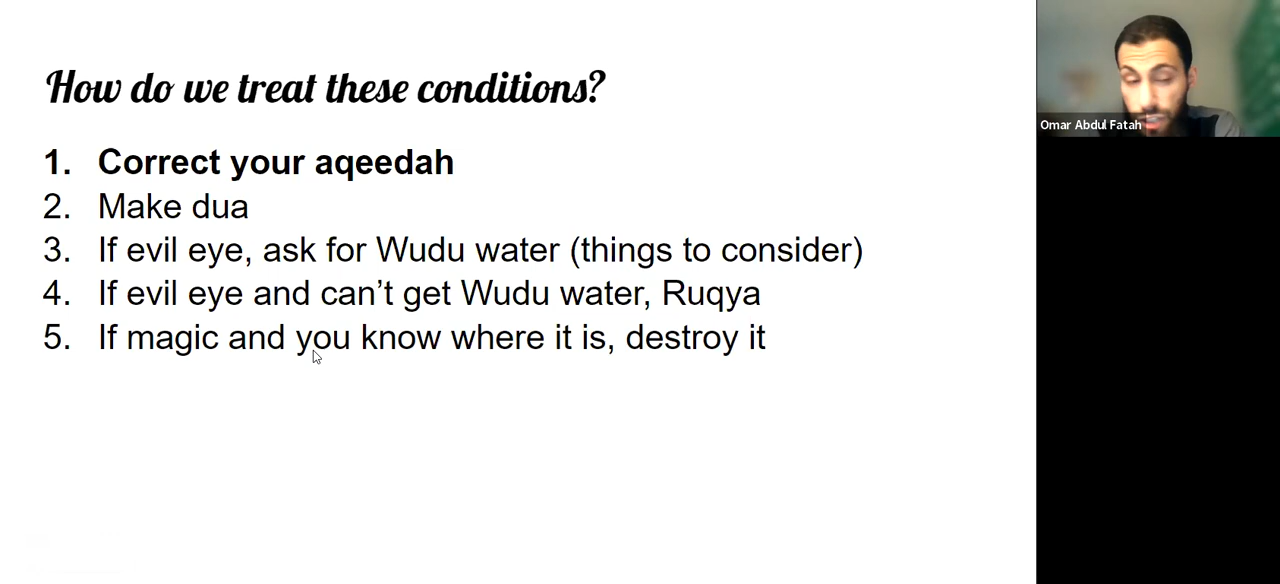 How do we treat these conditions?
1. Correct your aqeedah
2. Make dua
3. If evil eye, ask for Wudu water (things to consider)
4. If evil eye and can’t get Wudu water, Ruqya
5. If magic and you know where it is, destroy it
Omar Abdul Fatah